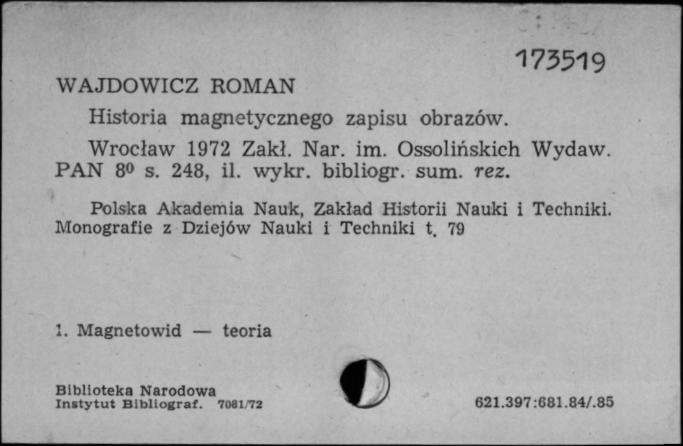 173519
WAJDOWICZ ROMAN
Historia magnetycznego zapisu obrazów.
Wrocław 1972 Zakł. Nar. im. Ossolińskich Wydaw.
PAN 8⁰ s. 248, il. wykr. bibliogr. sum. rez.
Polska Akademia Nauk, Zakład Historii Nauki i Techniki.
Monografie z Dziejów Nauki i Techniki t. 79
1. Magnetowid — teoria
Biblioteka Narodowa
Instytut Bibliograf. 7081/72
621.397:681.84/.85